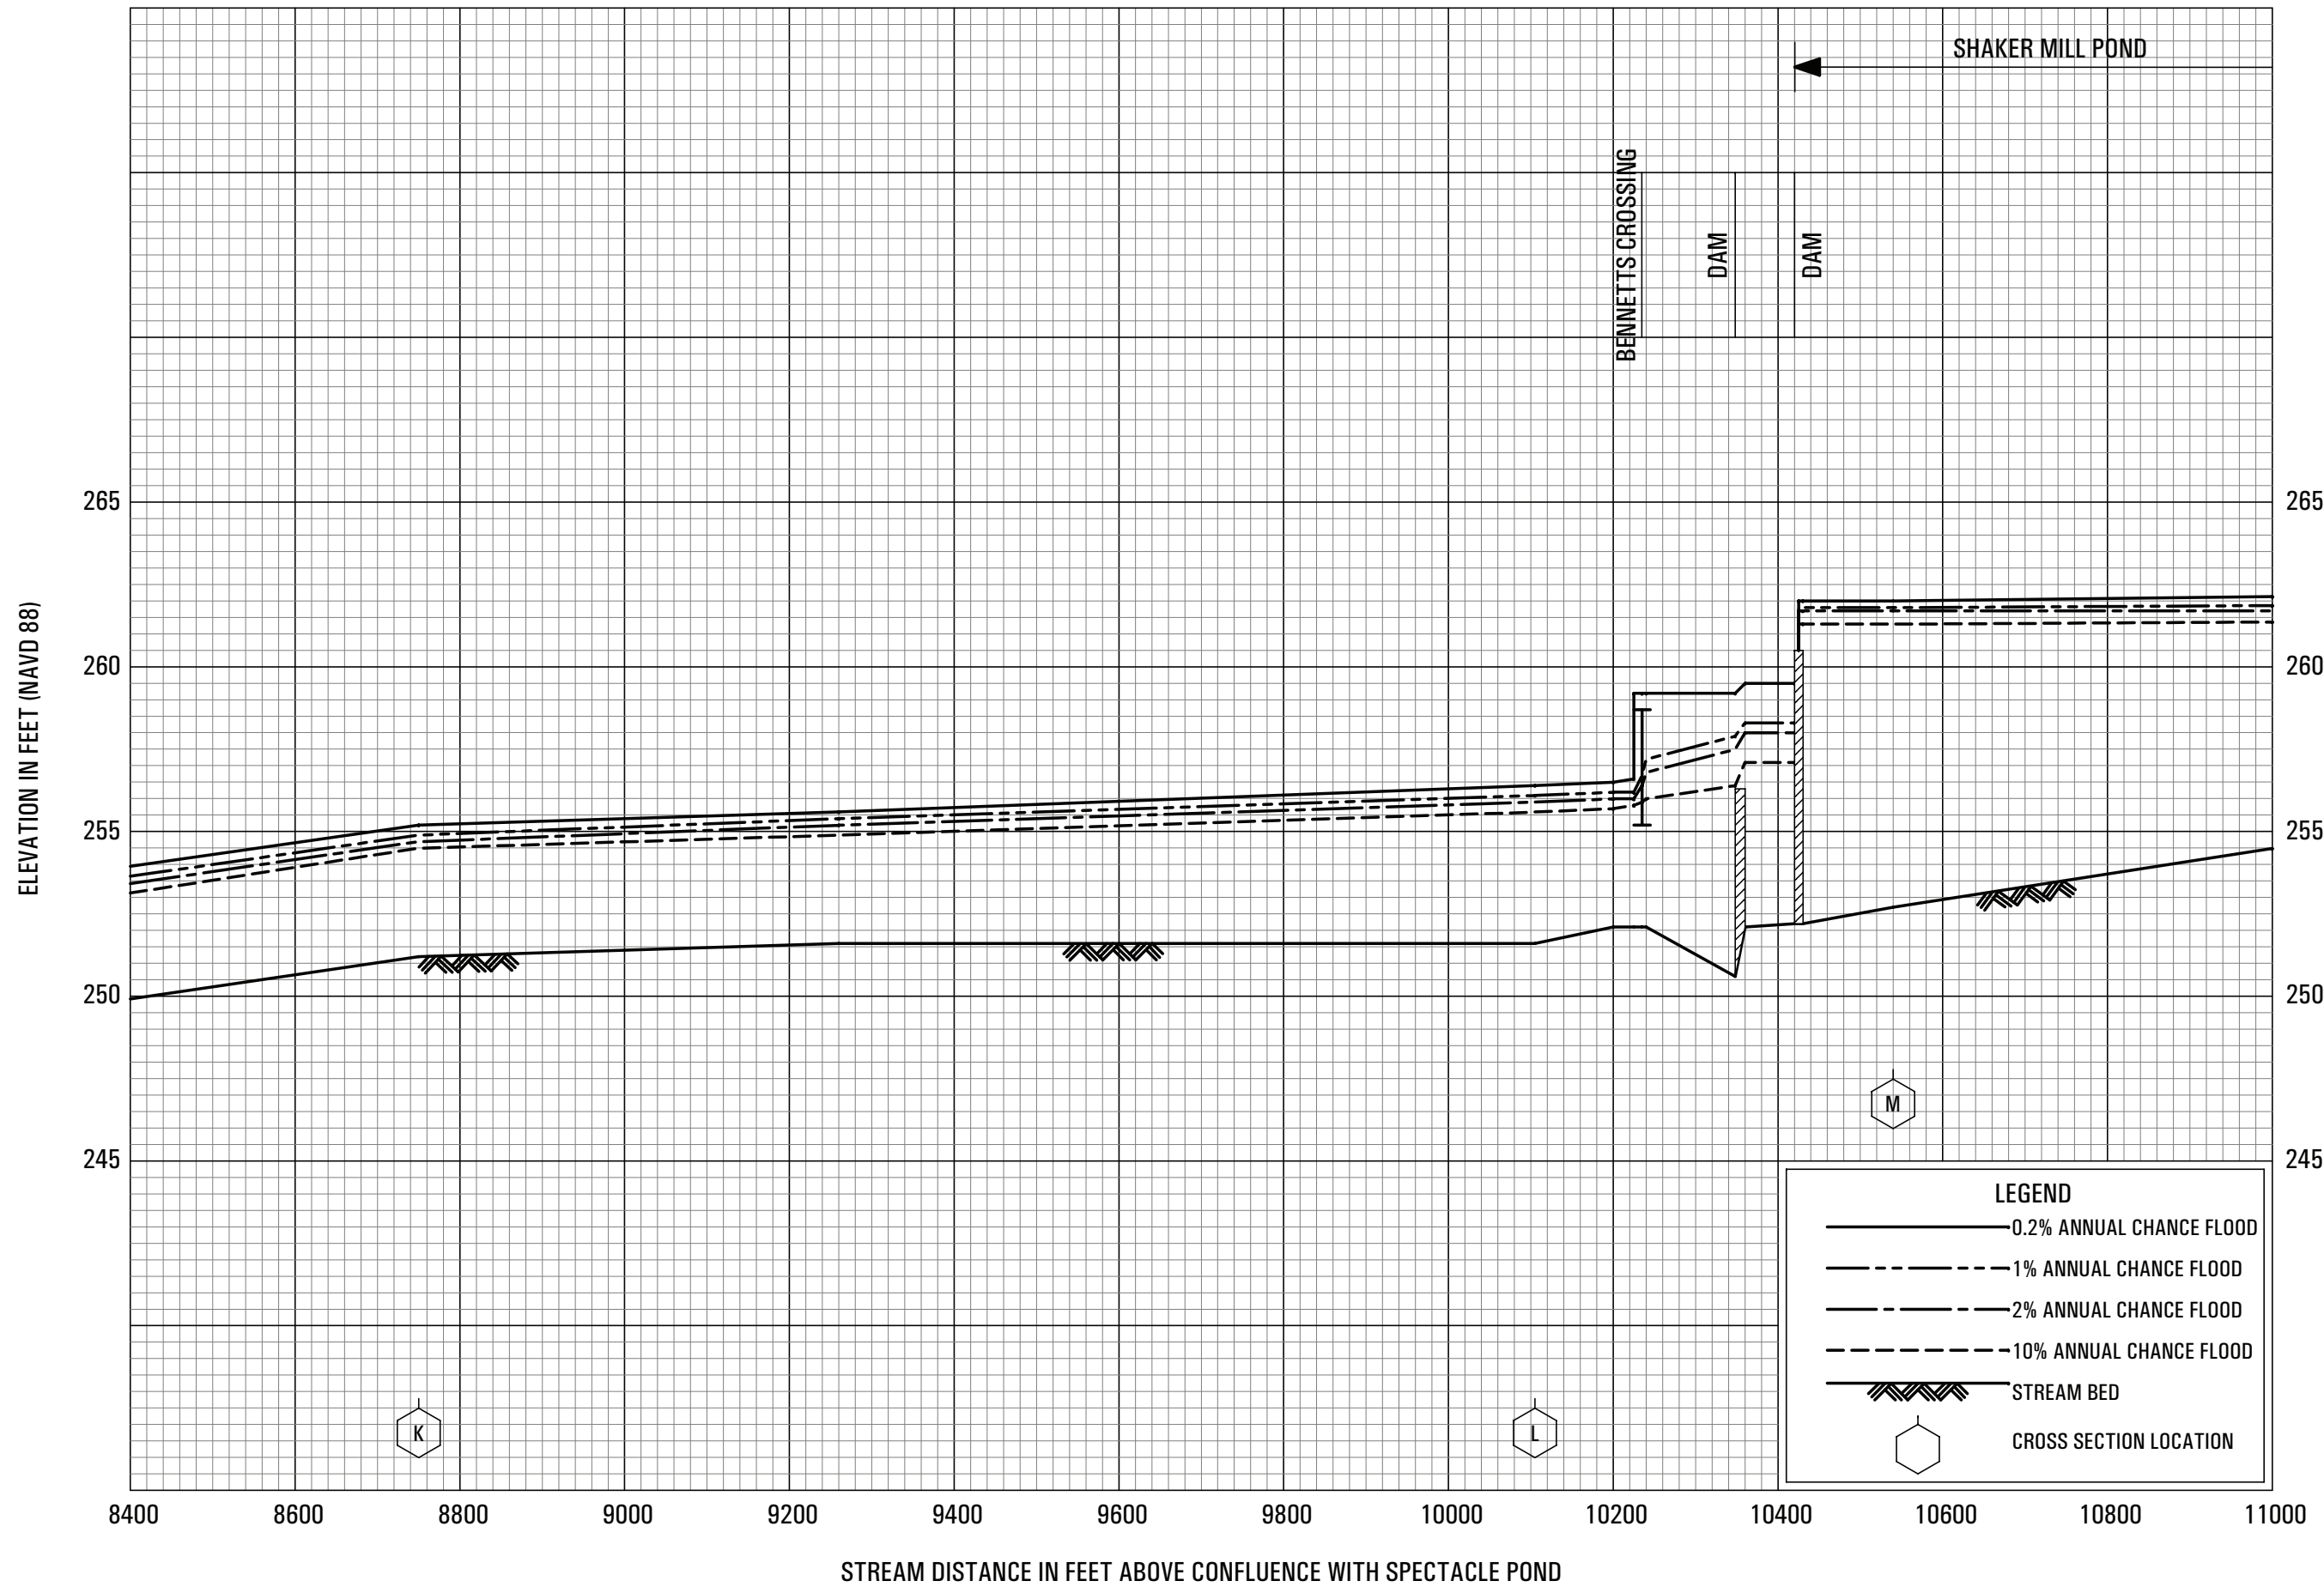 SHAKER MILL POND
BENNETTS CROSSING
DAM
DAM
ELEVATION IN FEET (NAVD 88)
265
265
260
260
255
255
250
250
245
245
M
K
L
LEGEND
0.2% ANNUAL CHANCE FLOOD
1% ANNUAL CHANCE FLOOD
2% ANNUAL CHANCE FLOOD
10% ANNUAL CHANCE FLOOD
STREAM BED
CROSS SECTION LOCATION
8400 8600 8800 9000 9200 9400 9600 9800 10000 10200 10400 10600 10800 11000
STREAM DISTANCE IN FEET ABOVE CONFLUENCE WITH SPECTACLE POND